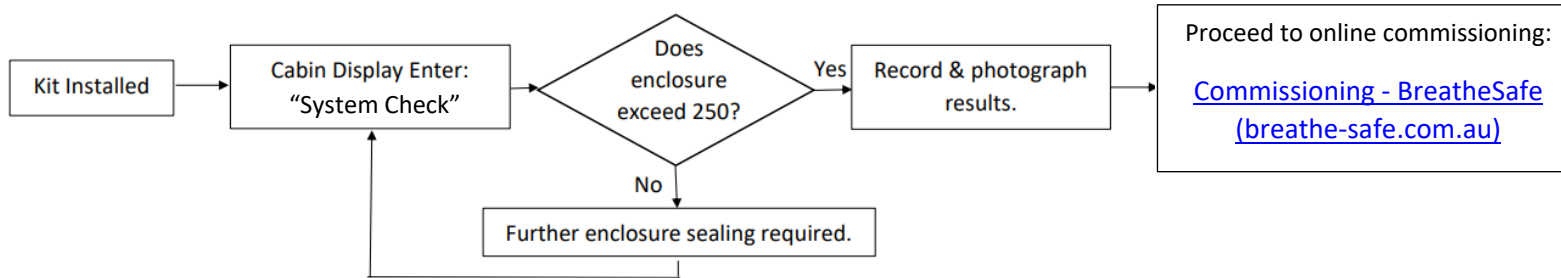 Kit Installed
Cabin Display Enter:
“System Check”
Does
enclosure
exceed 250?
Yes
Record & photograph
results.
Proceed to online commissioning:
Commissioning - BreatheSafe
(breathe-safe.com.au)
No
Further enclosure sealing required.